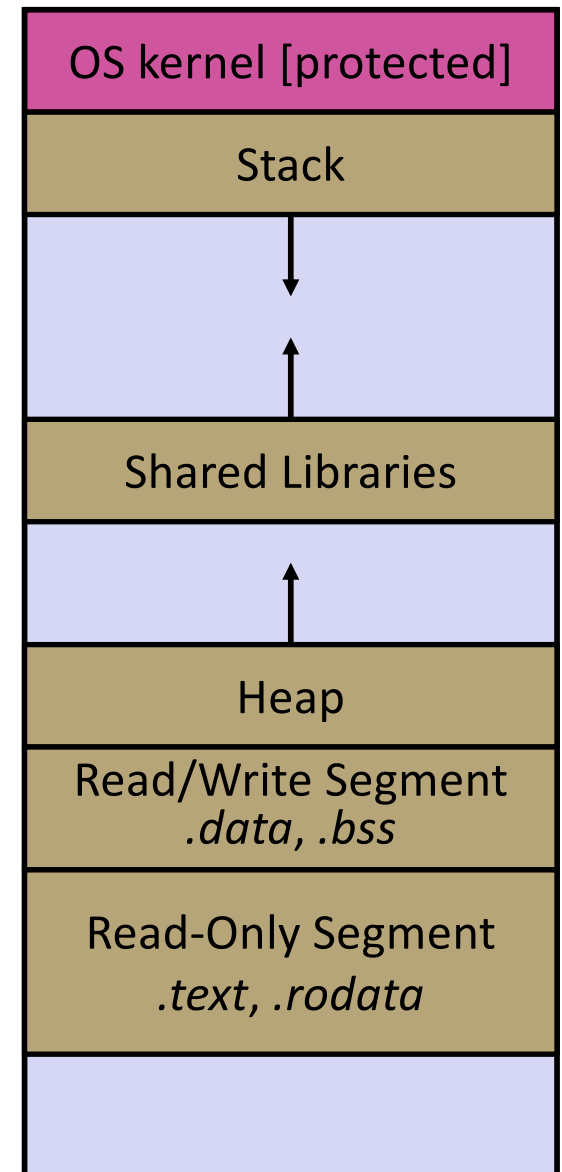 OS kernel [protected]
Stack
Shared Libraries
Heap
Read/Write Segment
.data, .bss
Read-Only Segment
.text, .rodata